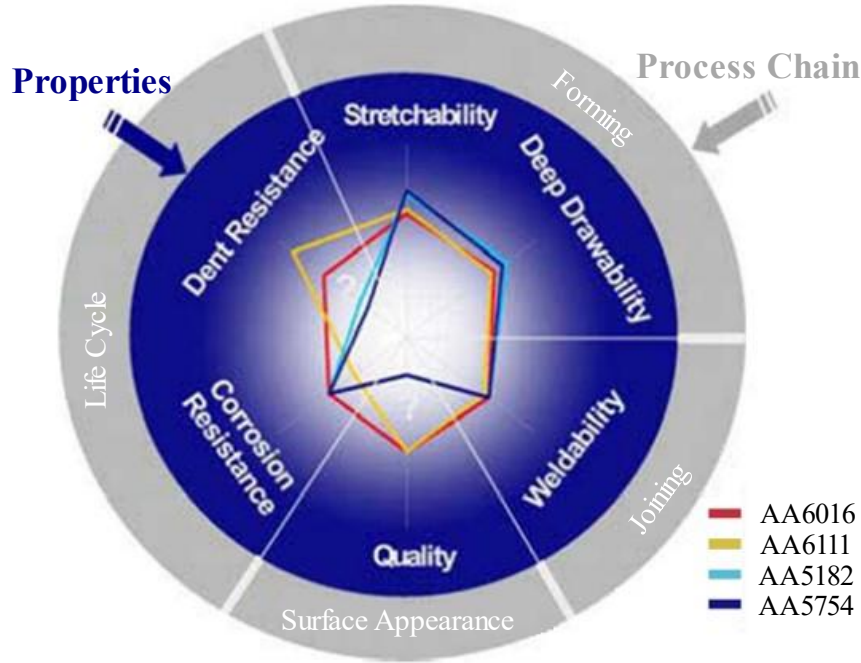 Properties
Process Chain
Forming
Stretchability
Deep Drawability
Dent Resistance
Life Cycle
?
Corrosion
Resistance
?
Weldability
Joining
Quality
Surface Appearance
AA6016
AA6111
AA5182
AA5754